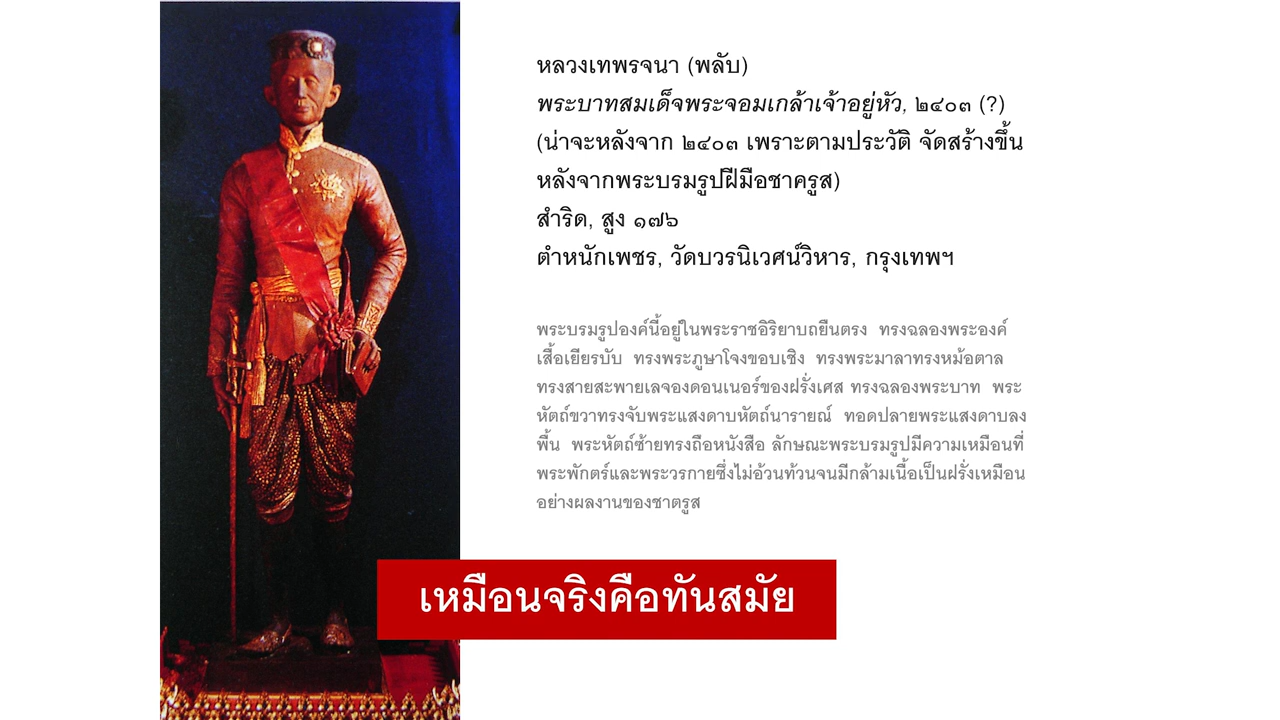 หลวงเทพรจนา (พลับ)
พระบาทสมเด็จพระจอมเกล้าเจ้าอยู่หัว, ๒๔๐๓ (?)
(น่าจะหลังจาก ๒๔๐๓ เพราะตามประวัติ จัดสร้างขึ้น
หลังจากพระบรมรูปฝีมือชาครูส)
สำริด, สูง ๑๗๖
ตำหนักเพชร, วัดบวรนิเวศน์วิหาร, กรุงเทพฯ
พระบรมรูปองค์นี้อยู่ในพระราชอิริยาบถยืนตรง ทรงฉลองพระองค์
เสื้อเยียรบับ ทรงพระภูษาโจงขอบเชิง ทรงพระมาลาทรงหม้อตาล
ทรงสายสะพายเลจองดอนเนอร์ของฝรั่งเศส ทรงฉลองพระบาท พระ
หัตถ์ขวาทรงจับพระแสงดาบหัตถ์นารายณ์ ทอดปลายพระแสงดาบลง
พื้น พระหัตถ์ซ้ายทรงถือหนังสือ ลักษณะพระบรมรูปมีความเหมือนที่
พระพักตร์และพระวรกายซึ่งไม่อ้วนท้วนจนมีกล้ามเนื้อเป็นฝรั่งเหมือน
อย่างผลงานของชาตรูส
เหมือนจริงคือทันสมัย